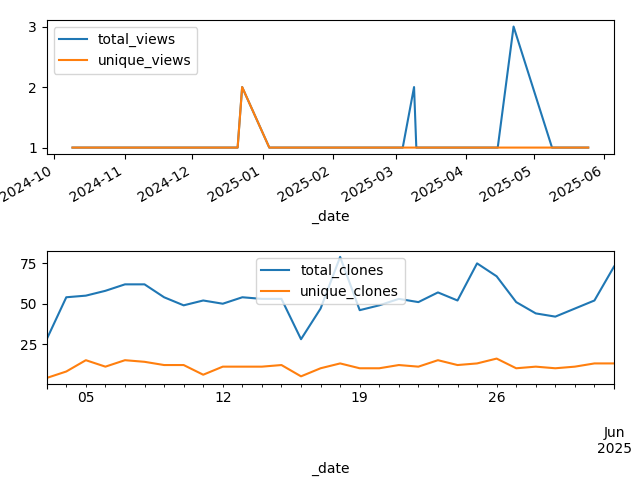 3
2
1
total_views
unique_views
2024-10
2024-11
2024-12
2025-01
2025-02
2025-03
2025-04
2025-05
2025-06
_date
75
50
25
total_clones
unique_clones
05
12
19
26
Jun
2025
_date